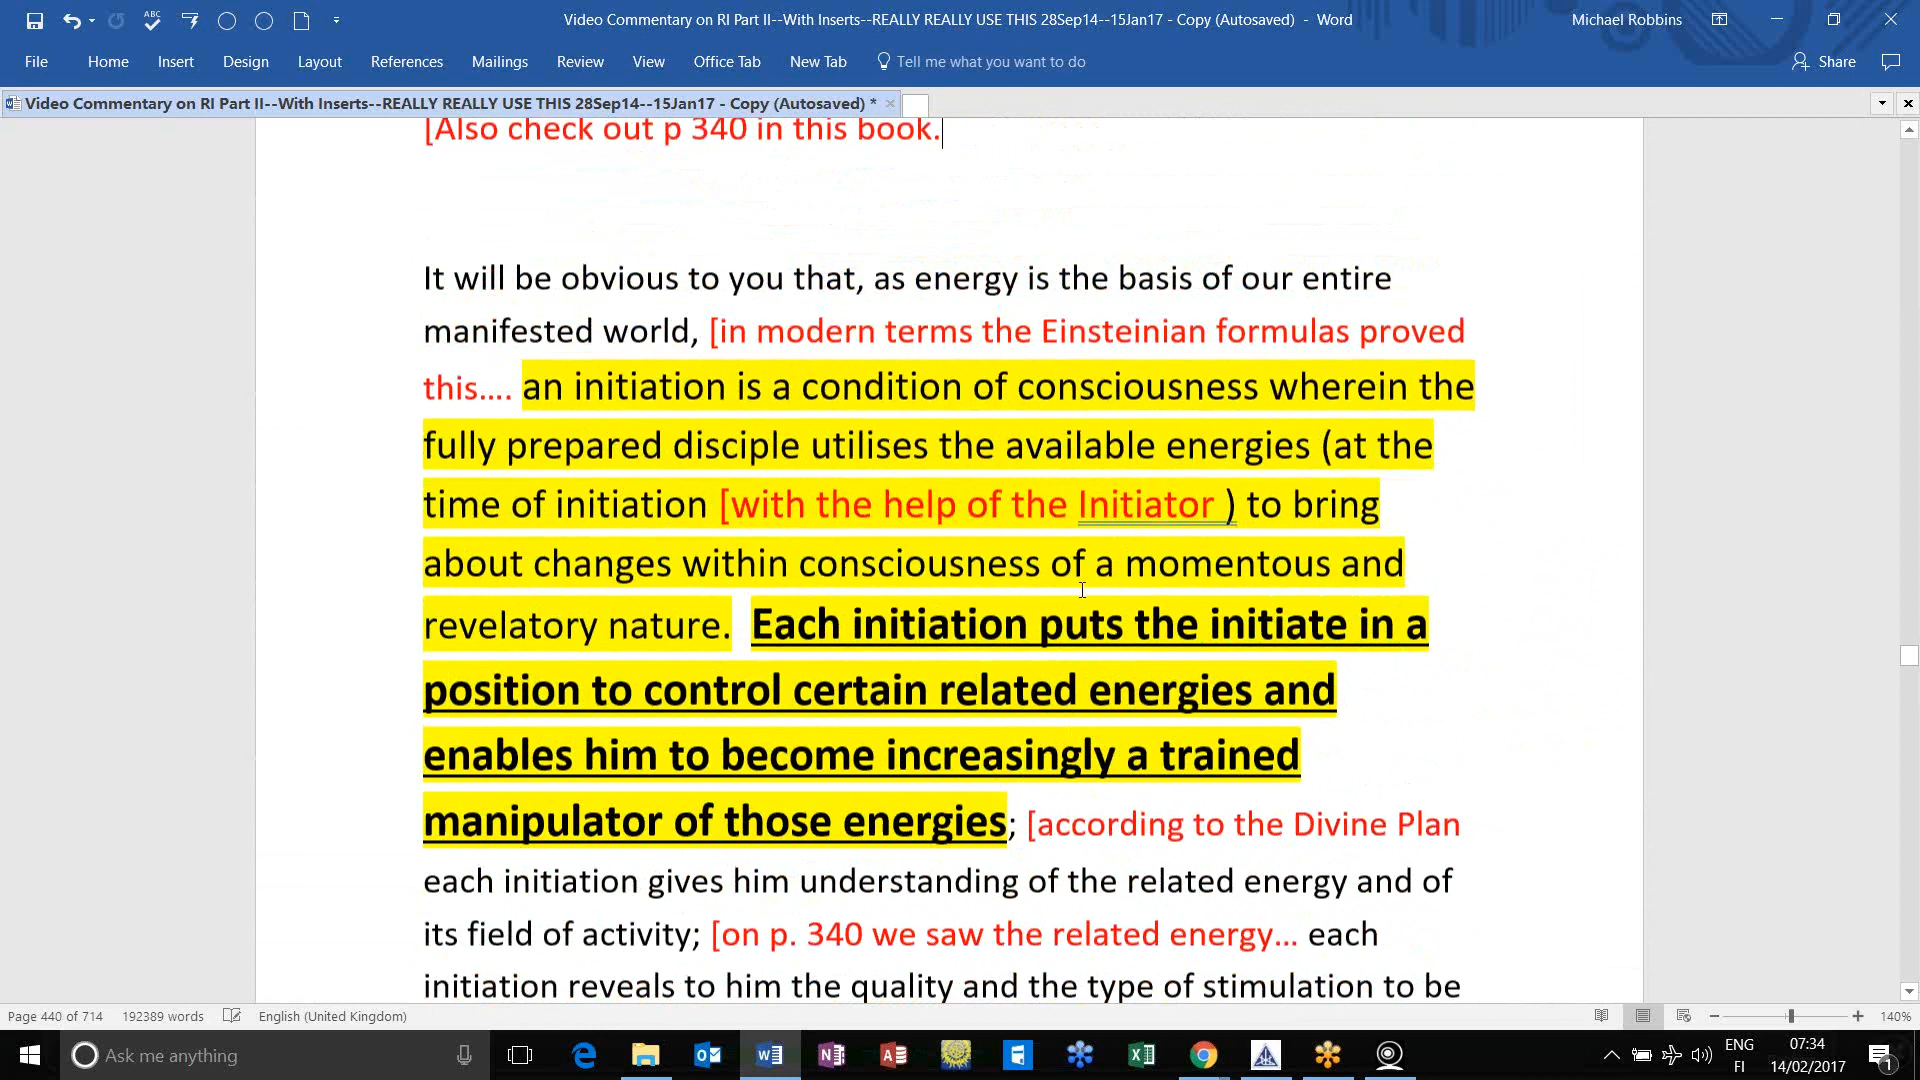 Video Commentary on RI Part II--With Inserts--REALLY REALLY USE THIS 28Sep14--15Jan17 - Copy (Autosaved) - Word
Michael Robbins
File Home Insert Design Layout References Mailings Review View Office Tab New Tab Tell me what you want to do Share
Video Commentary on RI Part II--With Inserts--REALLY REALLY USE THIS 28Sep14--15Jan17 - Copy (Autosaved) *
[Also check out p 340 in this book.
It will be obvious to you that, as energy is the basis of our entire
manifested world, [in modern terms the Einsteinian formulas proved
this…. an initiation is a condition of consciousness wherein the
fully prepared disciple utilises the available energies (at the
time of initiation [with the help of the Initiator ) to bring
about changes within consciousness of a momentous and
revelatory nature. Each initiation puts the initiate in a
position to control certain related energies and
enables him to become increasingly a trained
manipulator of those energies; [according to the Divine Plan
each initiation gives him understanding of the related energy and of
its field of activity; [on p. 340 we saw the related energy… each
initiation reveals to him the quality and the type of stimulation to be
Page 440 of 714 192389 words English (United Kingdom) 140%
Ask me anything
ENG 07:34
FI 14/02/2017 1